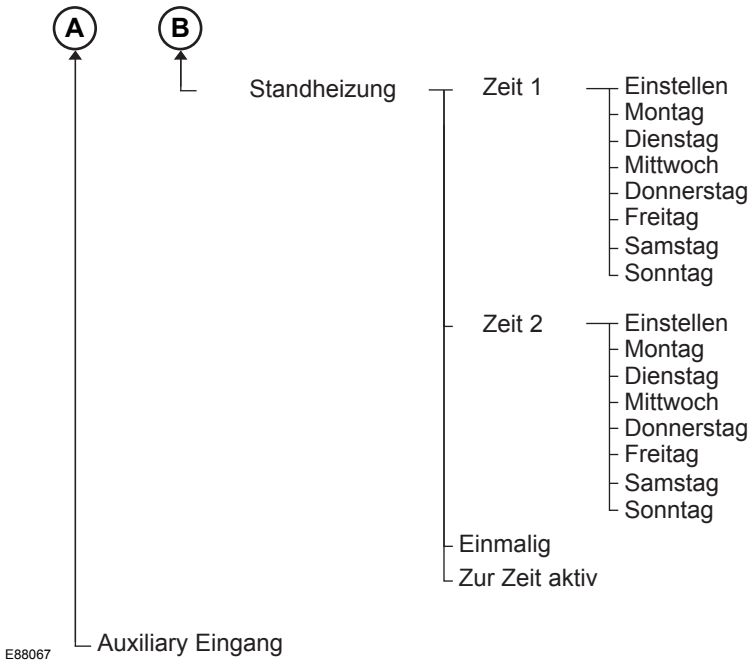 A B
Standheizung Zeit 1 Einstellen
Montag
Dienstag
Mittwoch
Donnerstag
Freitag
Samstag
Sonntag
Zeit 2 Einstellen
Montag
Dienstag
Mittwoch
Donnerstag
Freitag
Samstag
Sonntag
Einmalig
Zur Zeit aktiv
Auxiliary Eingang
E88067